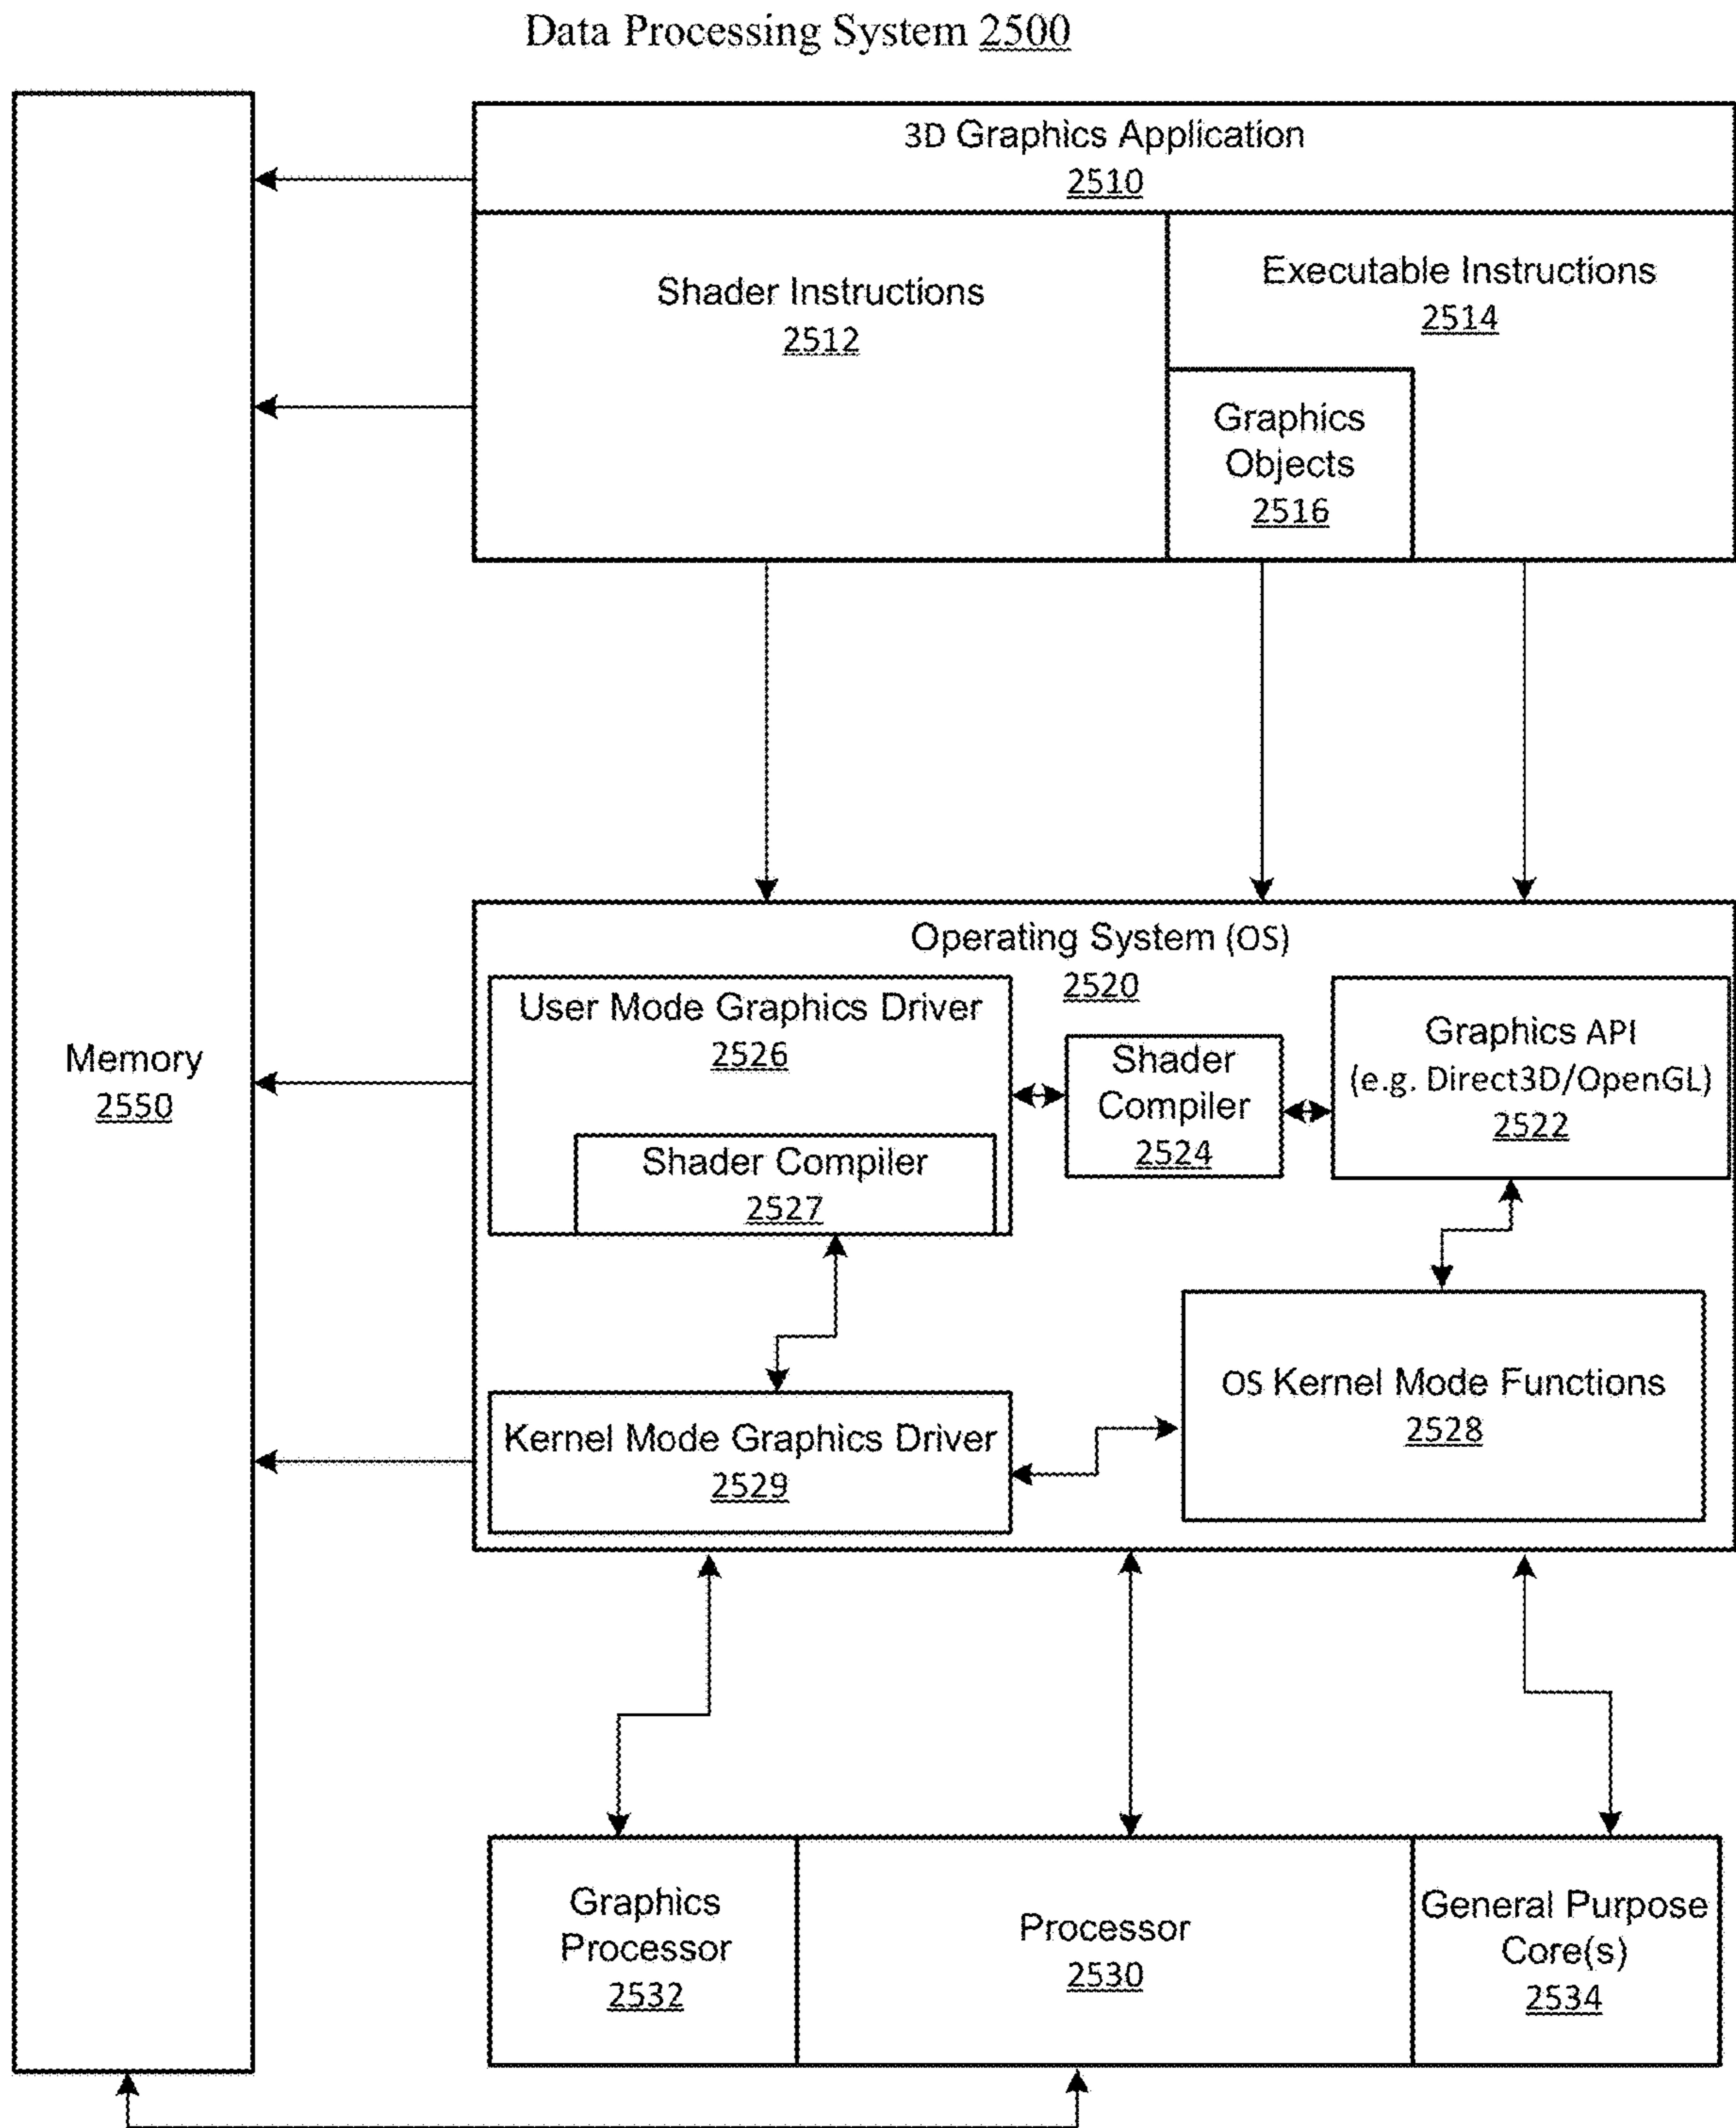 Data Processing System 2500
3D Graphics Application
2510
Shader Instructions
2512
Executable Instructions
2514
Graphics
Objects
2516
Memory
2550
Operating System (OS)
2520
User Mode Graphics Driver
2526
Shader Compiler
2527
Shader
Compiler
2524
Graphics API
(e.g. Direct3D/OpenGL)
2522
Kernel Mode Graphics Driver
2529
OS Kernel Mode Functions
2528
Graphics
Processor
2532
Processor
2530
General Purpose
Core(s)
2534